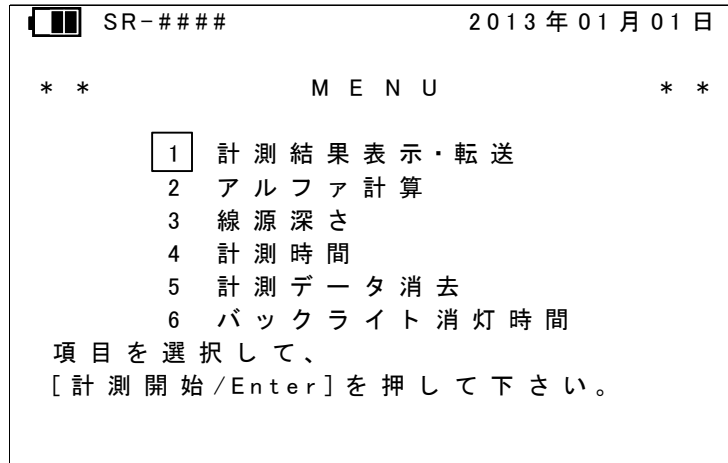 SR-#### 2013年01月01日
** MENU **
1 計測結果表示・転送
2 アルファ計算
3 線源深さ
4 計測時間
5 計測データ消去
6 バックライト消灯時間
項目を選択して、
[計測開始/Enter]を押して下さい。